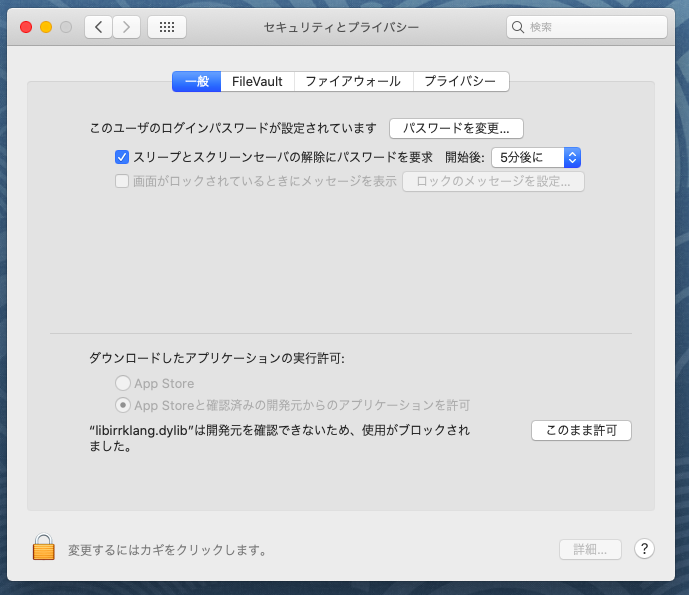 セキュリティとプライバシー
検索
一般 FileVault ファイアウォール プライバシー
このユーザのログインパスワードが設定されています パスワードを変更...
スリープとスクリーンセーバの解除にパスワードを要求 開始後: 5分後に
画面がロックされているときにメッセージを表示 ロックのメッセージを設定...
ダウンロードしたアプリケーションの実行許可:
App Store
App Storeと確認済みの開発元からのアプリケーションを許可
“libirrklang.dylib”は開発元を確認できないため、使用がブロックされ
ました。
このまま許可
変更するにはカギをクリックします。
詳細... ?